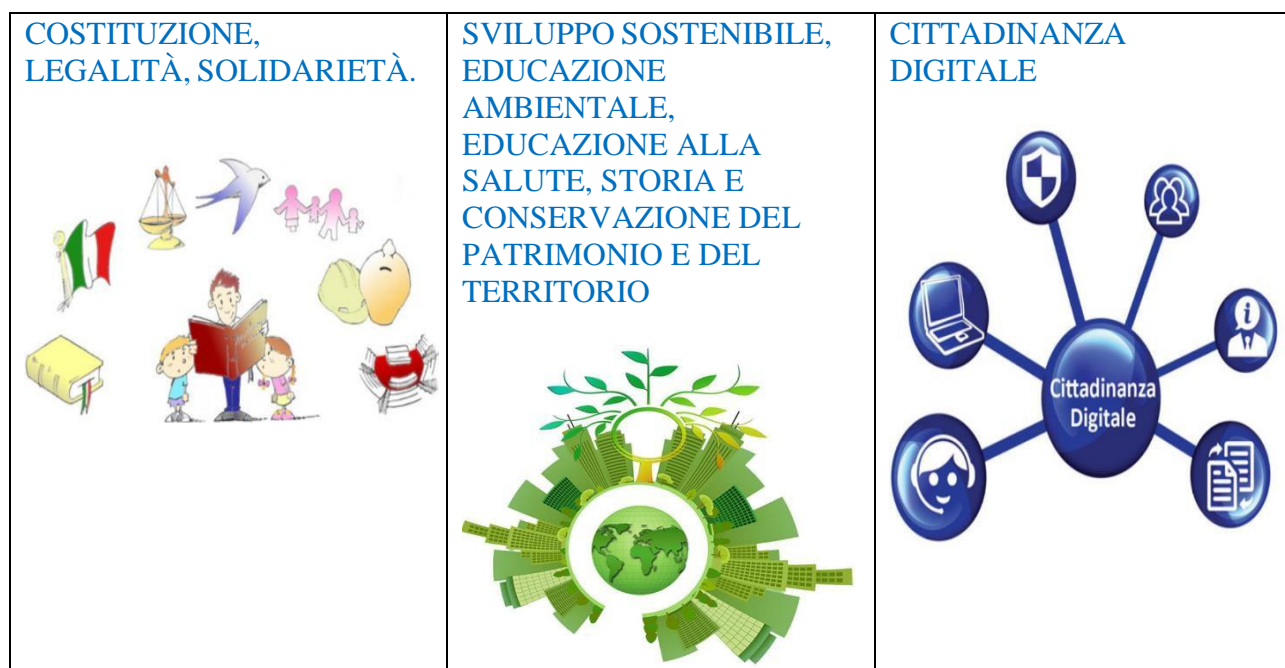 COSTITUZIONE,
LEGALITÀ, SOLIDARIETÀ.
SVILUPPO SOSTENIBILE,
EDUCAZIONE
AMBIENTALE,
EDUCAZIONE ALLA
SALUTE, STORIA E
CONSERVAZIONE DEL
PATRIMONIO E DEL
TERRITORIO
CITTADINANZA
DIGITALE
Cittadinanza
Digitale